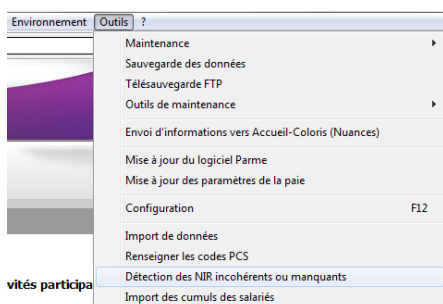 Environnement Outils ?
Maintenance
Sauvegarde des données
Télésauvegarde FTP
Outils de maintenance
Envoi d'informations vers Accueil-Coloris (Nuances)
Mise à jour du logiciel Parme
Mise à jour des paramètres de la paie
Configuration F12
Import de données
Renseigner les codes PCS
vités participa
Détection des NIR incohérents ou manquants
Import des cumuls des salariés